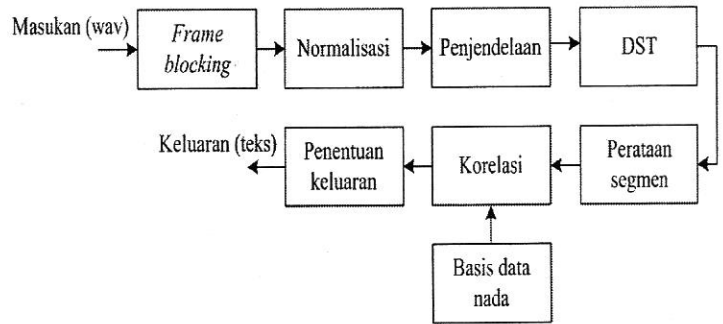 Masukan (wav)
Frame
blocking
Normalisasi
Penjendelaan
DST
Perataan
segmen
Korelasi
Penentuan
keluaran
Keluaran (teks)
Basis data
nada